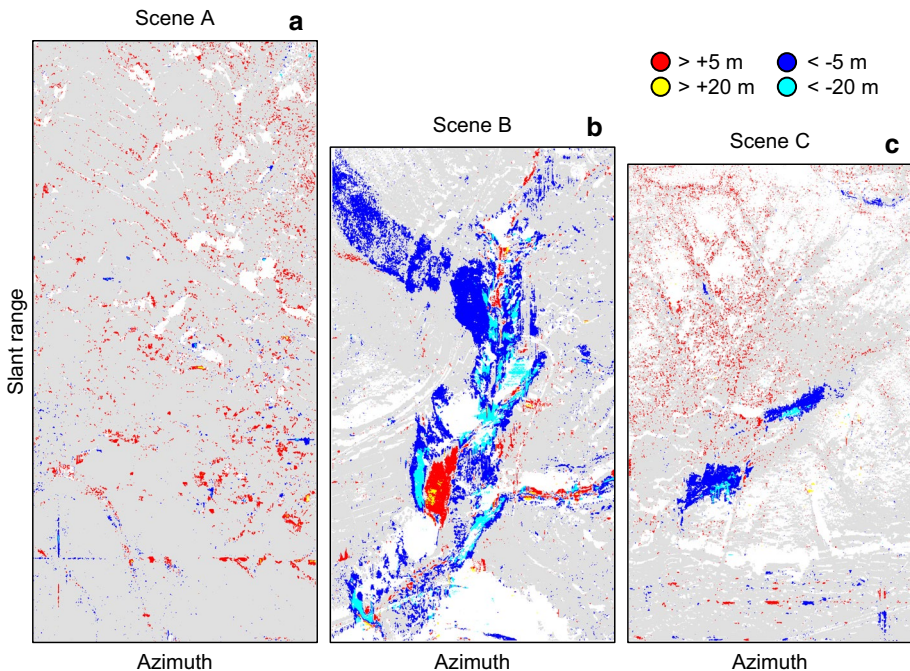 Scene A
a
> +5 m
< -5 m
> +20 m
< -20 m
Scene B
b
Scene C
c
Slant range
Azimuth
Azimuth
Azimuth